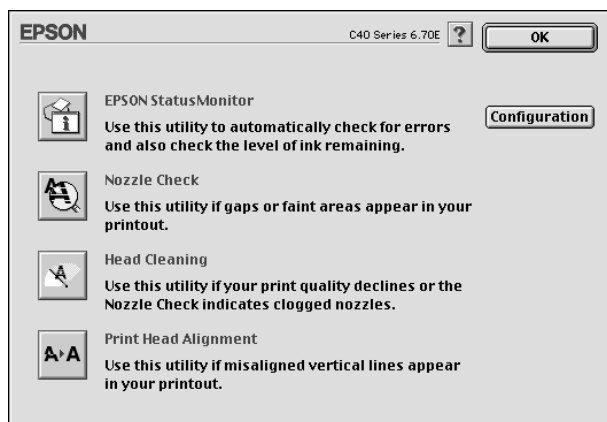 EPSON
C40 Series 6.70E
?
OK
EPSON StatusMonitor
Use this utility to automatically check for errors
and also check the level of ink remaining.
Configuration
Nozzle Check
Use this utility if gaps or faint areas appear in your
printout.
Head Cleaning
Use this utility if your print quality declines or the
Nozzle Check indicates clogged nozzles.
Print Head Alignment
Use this utility if misaligned vertical lines appear
in your printout.